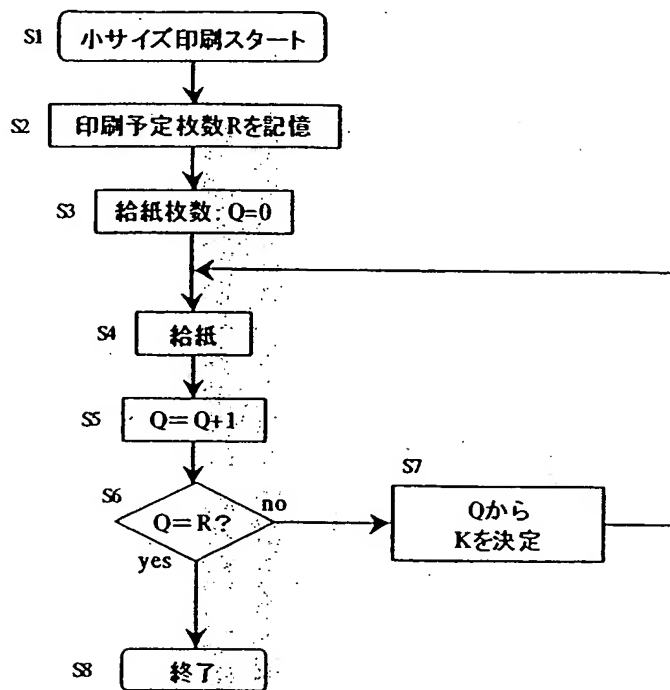 S1 小サイズ印刷スタート
S2 印刷予定枚数Rを記憶
S3 給紙枚数:Q=0
S4 給紙
S5 Q=Q+1
S6 Q=R?
no
yes
S7
Qから
Kを決定
S8 終了